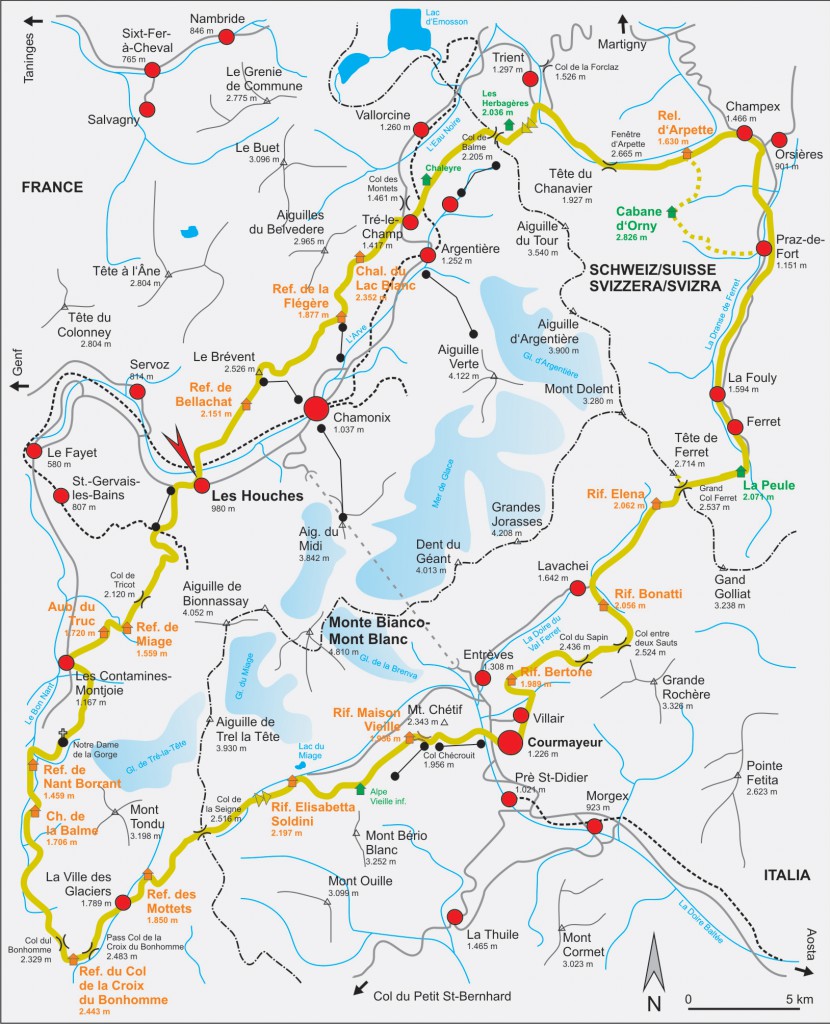 Nambride
846 m
Lac
d'Emosson
Sixt-Fer-
à-Cheval
765 m
Taninges
Martigny
Trient
1.297 m
Col de la Forclaz
1.526 m
Le Grenie
de Commune
2.775 m
Salvagny
Vallorcine
1.260 m
L'Eau Noire
Les
Herbagères
2.036 m
Col de
Balme
2.205 m
Rel.
d'Arpette
1.630 m
Champex
1.466 m
Fenêtre
d'Arpette
2.665 m
Orsières
901 m
Le Buet
3.096 m
FRANCE
Chaleyre
Col des
Montets
1.461 m
Tête du
Chanavier
1.927 m
Aiguilles
du Belvedere
2.965 m
Tré-le-
Champ
1.417 m
Cabane
d'Orny
2.826 m
Aiguille
du Tour
3.540 m
Argentière
1.252 m
Praz-de-
Fort
1.151 m
Tête à l'Âne
2.804 m
Chal. du
Lac Blanc
2.352 m
SCHWEIZ/SUISSE
SVIZZERA/SVIZRA
Ref. de la
Flégère
1.877 m
Tête du
Colonney
2.804 m
La Dranse de Ferret
L'Arve
Aiguille
d'Argentière
3.900 m
Gl. d'Argentière
Genf
Le Brévent
2.526 m
Aiguille
Verte
4.122 m
Servoz
814 m
Ref. de
Bellachat
2.151 m
Mont Dolent
3.280 m
La Fouly
1.594 m
Chamonix
1.037 m
Ferret
Le Fayet
580 m
Tête de
Ferret
2.714 m
Mer de Glace
St.-Gervais-
les-Bains
807 m
Les Houches
980 m
Rif. Elena
2.062 m
Grand
Col Ferret
2.537 m
La Peule
2.071 m
Grandes
Jorasses
4.208 m
Aig. du
Midi
3.842 m
Dent du
Géant
4.013 m
Lavachei
1.642 m
Gand
Golliat
3.238 m
Col de
Tricot
2.120 m
Aiguille de
Bionnassay
4.052 m
Rif. Bonatti
2.056 m
Aub. du
Truc
1.720 m
Ref. de
Miage
1.559 m
Monte Bianco-
Mont Blanc
4.810 m
La Doire du
Val Ferret
Col du Sapin
2.436 m
Col entre
deux Sauts
2.524 m
Entrèves
1.308 m
Gl. de la Brenva
Les Contamines-
Montjoie
1.167 m
Rif. Bertone
1.989 m
Grande
Rochère
3.326 m
Le Bon Nant
Gl. du Miage
Rif. Maison
Vieille
1.956 m
Mt. Chétif
2.343 m
Villair
Aiguille de
Trel la Tête
3.930 m
Courmayeur
1.226 m
Notre Dame
de la Gorge
Gl. de Tré-la-Tête
Lac du
Miage
Col Chécrouit
1.956 m
Ref. de
Nant Borrant
1.459 m
Pointe
Fetita
2.623 m
Prè St-Didier
1.021 m
Morgex
923 m
Alpe
Vieille inf.
Col de
la Seigne
2.516 m
Rif. Elisabetta
Soldini
2.197 m
Ch. de
la Balme
1.706 m
Mont
Tondu
3.198 m
Mont Bério
Blanc
3.252 m
La Ville des
Glaciers
1.789 m
ITALIA
Mont Ouille
3.099 m
Ref. des
Mottets
1.850 m
La Doire Baltée
La Thuile
1.465 m
Mont
Cormet
3.023 m
Col dul
Bonhomme
2.329 m
Pass Col de la
Croix du Bonhomme
2.483 m
Aosta
Ref. du Col
de la Croix
du Bonhomme
2.443 m
Col du Petit St-Bernhard
N
0
5 km